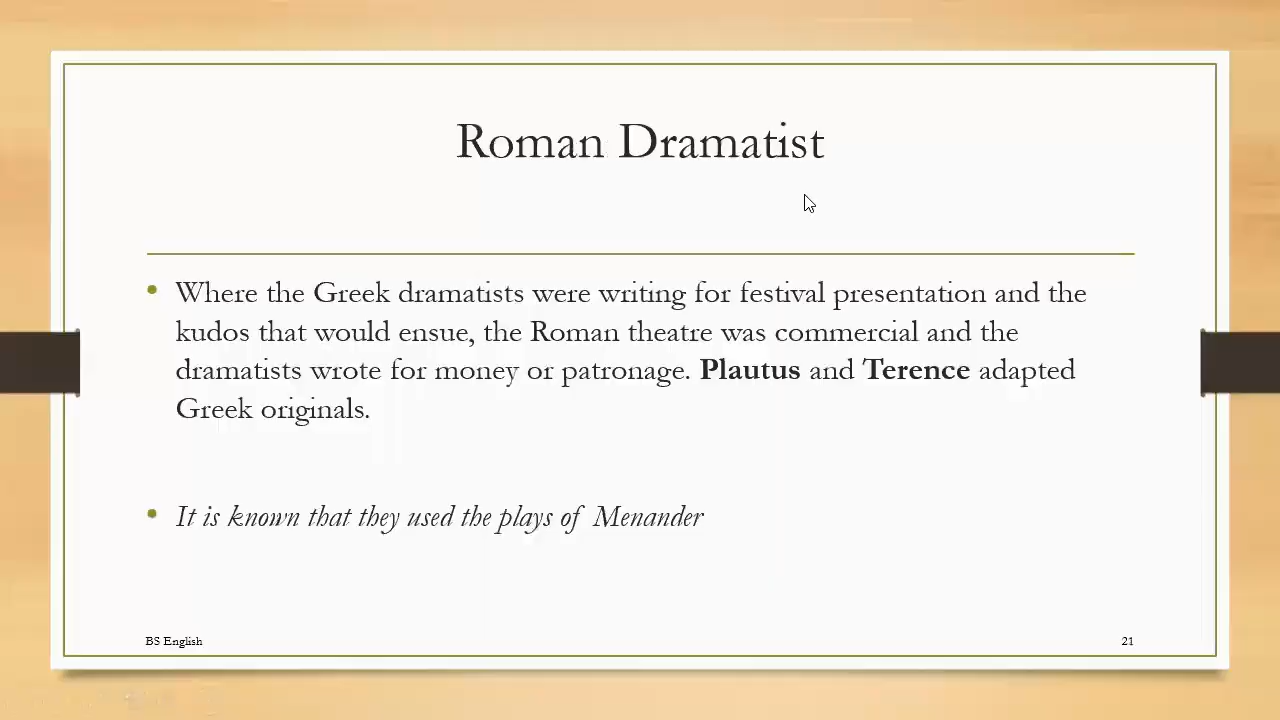 Roman Dramatist
• Where the Greek dramatists were writing for festival presentation and the
kudos that would ensue, the Roman theatre was commercial and the
dramatists wrote for money or patronage. Plautus and Terence adapted
Greek originals.
• It is known that they used the plays of Menander
BS English
21